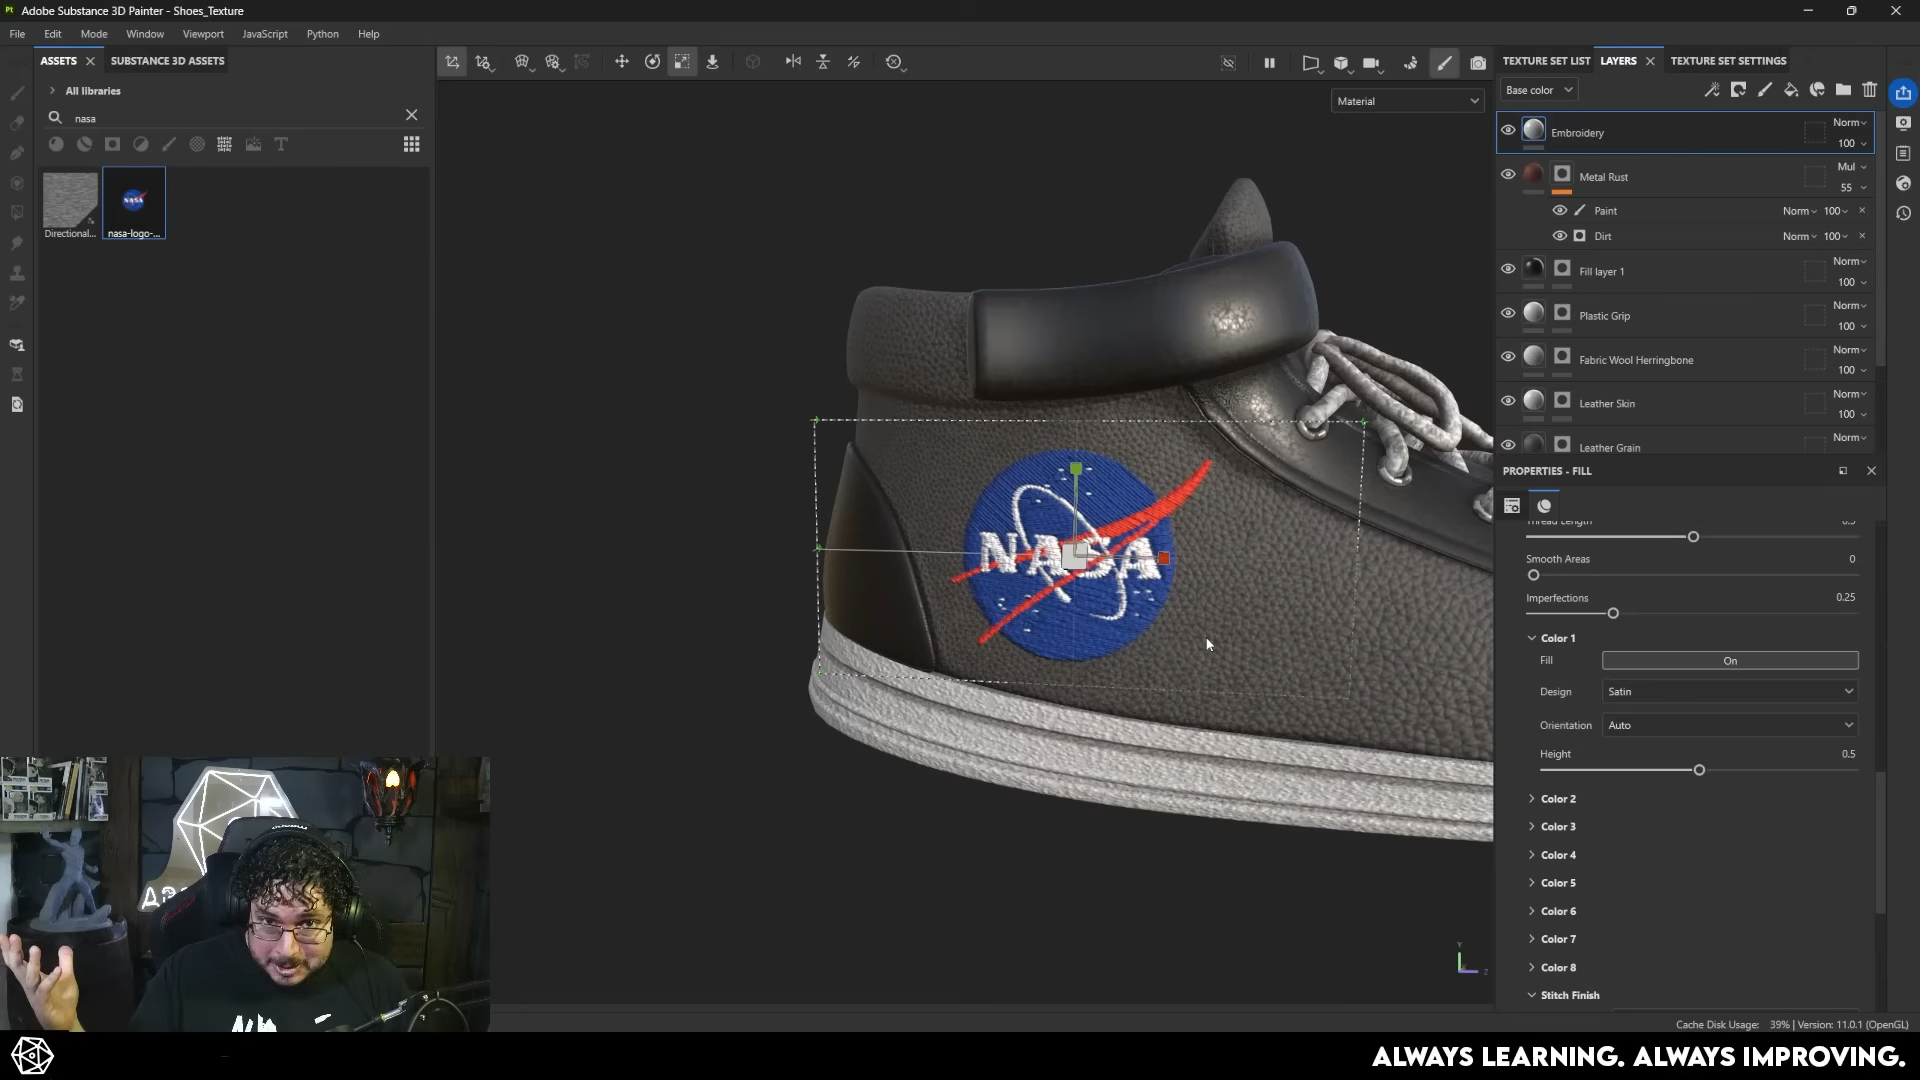 Pt Adobe Substance 3D Painter - Shoes_Texture
File Edit Mode Window Viewport JavaScript Python Help
ASSETS SUBSTANCE 3D ASSETS
All libraries
nasa
Directional... nasa-logo-...
Material
NASA
TEXTURE SET LIST LAYERS TEXTURE SET SETTINGS
Base color
Embroidery Norm 100
Metal Rust Mul 55
Paint Norm 100
Dirt Norm 100
Fill layer 1 Norm 100
Plastic Grip Norm 100
Fabric Wool Herringbone Norm 100
Leather Skin Norm 100
Leather Grain Norm
PROPERTIES - FILL
Thread Length 0.5
Smooth Areas 0
Imperfections 0.25
Color 1
Fill On
Design Satin
Orientation Auto
Height 0.5
Color 2
Color 3
Color 4
Color 5
Color 6
Color 7
Color 8
Stitch Finish
Y
Z
Cache Disk Usage: 39% | Version: 11.0.1 (OpenGL)
ALWAYS LEARNING. ALWAYS IMPROVING.